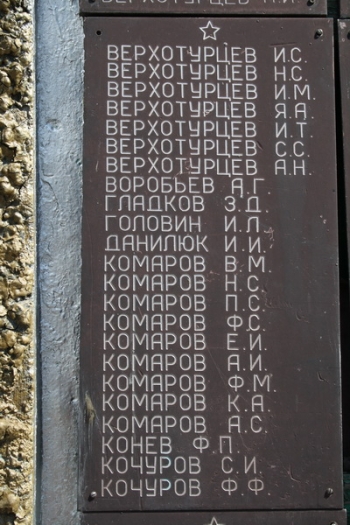 ВЕРХОТУРЦЕВ И.С.
ВЕРХОТУРЦЕВ Н.С.
ВЕРХОТУРЦЕВ И.М.
ВЕРХОТУРЦЕВ Я.А.
ВЕРХОТУРЦЕВ И.Т.
ВЕРХОТУРЦЕВ С.С.
ВЕРХОТУРЦЕВ А.Н.
ВОРОБЬЕВ А.Г.
ГЛАДКОВ З.Д.
ГОЛОВИН И.Л.
ДАНИЛЮК И.И.
КОМАРОВ В.М.
КОМАРОВ Н.С.
КОМАРОВ П.С.
КОМАРОВ Ф.С.
КОМАРОВ Е.И.
КОМАРОВ А.И.
КОМАРОВ Ф.М.
КОМАРОВ К.А.
КОМАРОВ А.С.
КОНЕВ Ф.П.
КОЧУРОВ С.И.
КОЧУРОВ Ф.Ф.